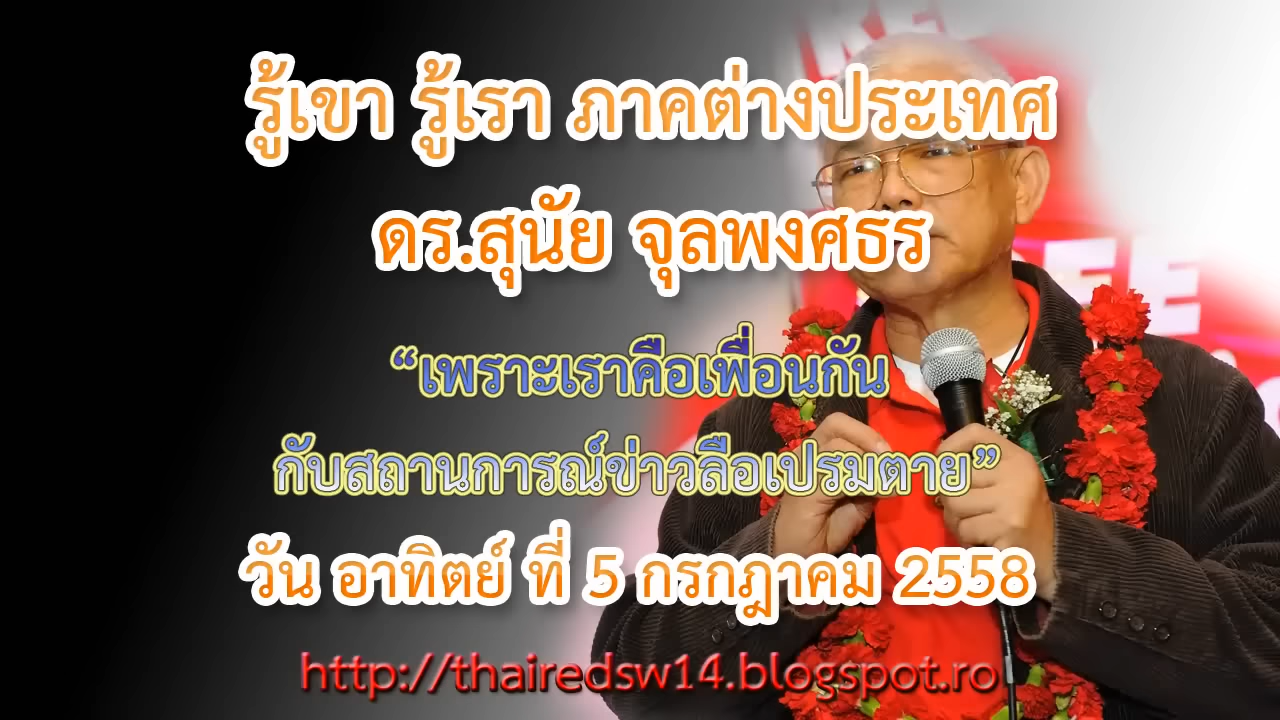 รู้เขา รู้เรา ภาคต่างประเทศ
ดร.สุนัย จุลพงศธร
“เพราะเราคือเพื่อนกัน
กับสถานการณ์ข่าวลือเปรมตาย”
วัน อาทิตย์ ที่ 5 กรกฎาคม 2558
http://thairedsw14.blogspot.ro